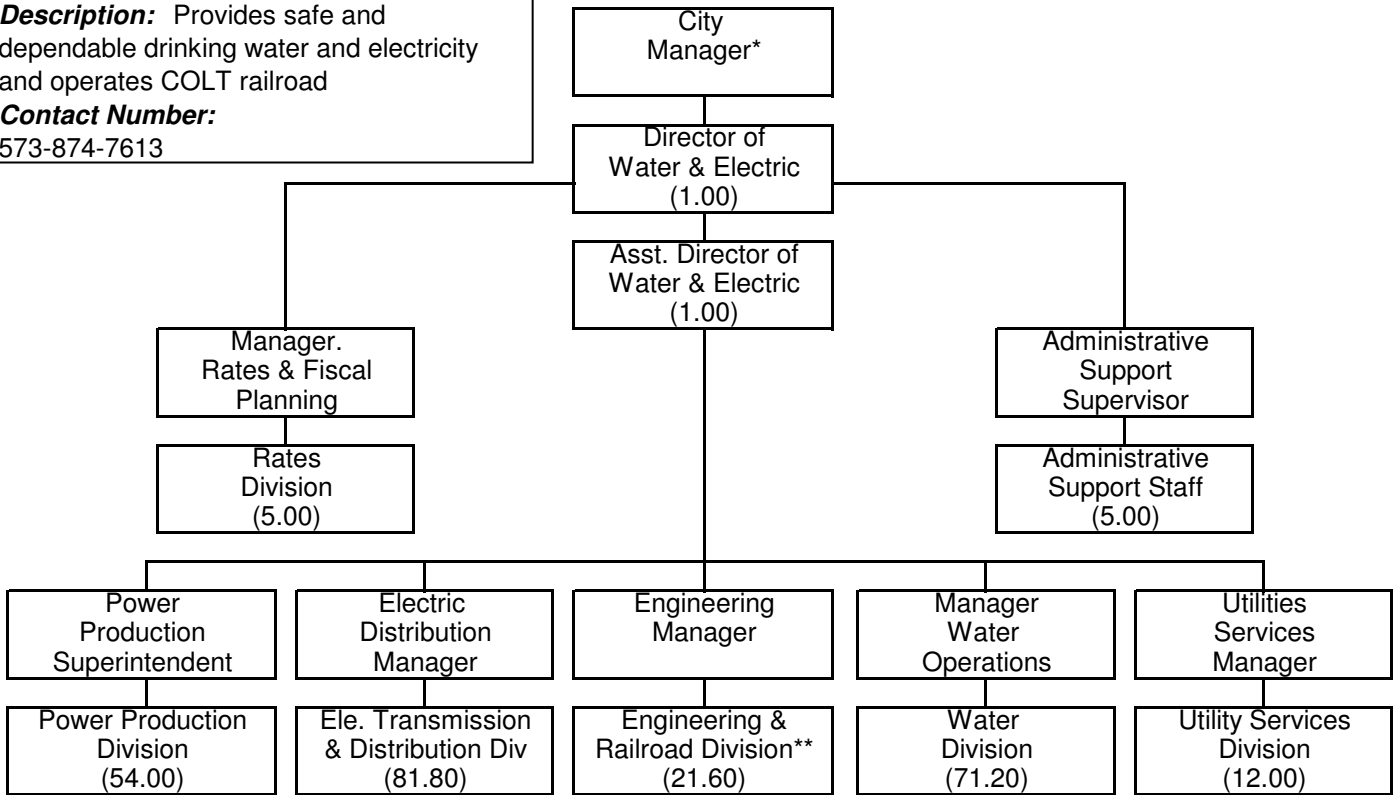 Description: Provides safe and
dependable drinking water and electricity
and operates COLT railroad
Contact Number:
573-874-7613
City
Manager*
Director of
Water & Electric
(1.00)
Asst. Director of
Water & Electric
(1.00)
Manager.
Rates & Fiscal
Planning
Administrative
Support
Supervisor
Rates
Division
(5.00)
Administrative
Support Staff
(5.00)
Power
Production
Superintendent
Electric
Distribution
Manager
Engineering
Manager
Manager
Water
Operations
Utilities
Services
Manager
Power Production
Division
(54.00)
Ele. Transmission
& Distribution Div
(81.80)
Engineering &
Railroad Division**
(21.60)
Water
Division
(71.20)
Utility Services
Division
(12.00)